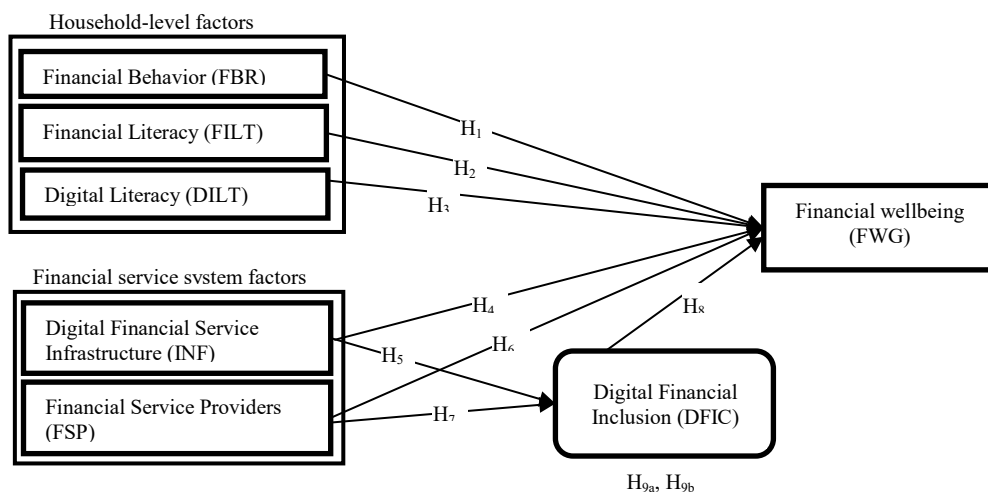 Household-level factors
Financial Behavior (FBR)
Financial Literacy (FILT)
Digital Literacy (DILT)
H₁
H₂
H₃
Financial wellbeing
(FWG)
Financial service system factors
Digital Financial Service
Infrastructure (INF)
Financial Service Providers
(FSP)
H₄
H₅
H₆
H₇
H₈
Digital Financial
Inclusion (DFIC)
H₉ₐ, H₉b